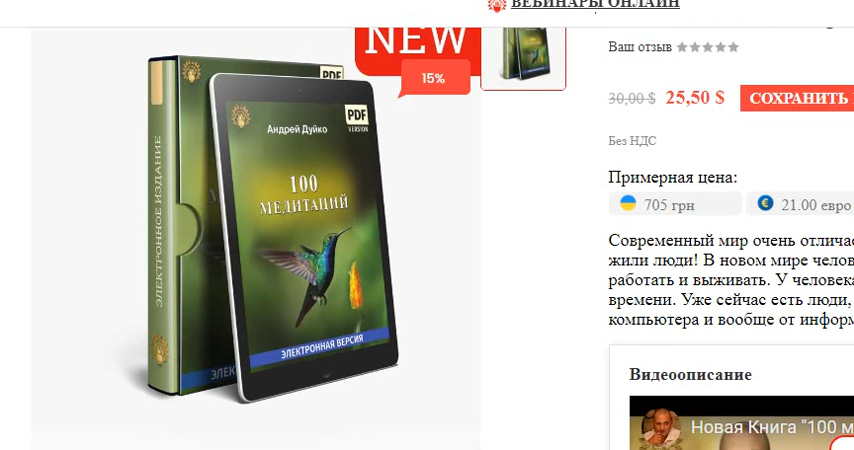 ВЕБИНАРЫ ОНЛАЙН
NEW
15%
PDF
ЭЛЕКТРОННОЕ ИЗДАНИЕ
Андрей Дуйко
PDF
VERSION
100
МЕДИТАЦИЙ
ЭЛЕКТРОННАЯ ВЕРСИЯ
Ваш отзыв
30,00 $ 25,50 $ СОХРАНИТЬ
Без НДС
Примерная цена:
705 грн 21.00 евро
Современный мир очень отличае
жили люди! В новом мире челов
работать и выживать. У человека
времени. Уже сейчас есть люди,
компьютера и вообще от информ
Видеоописание
Новая Книга "100 м